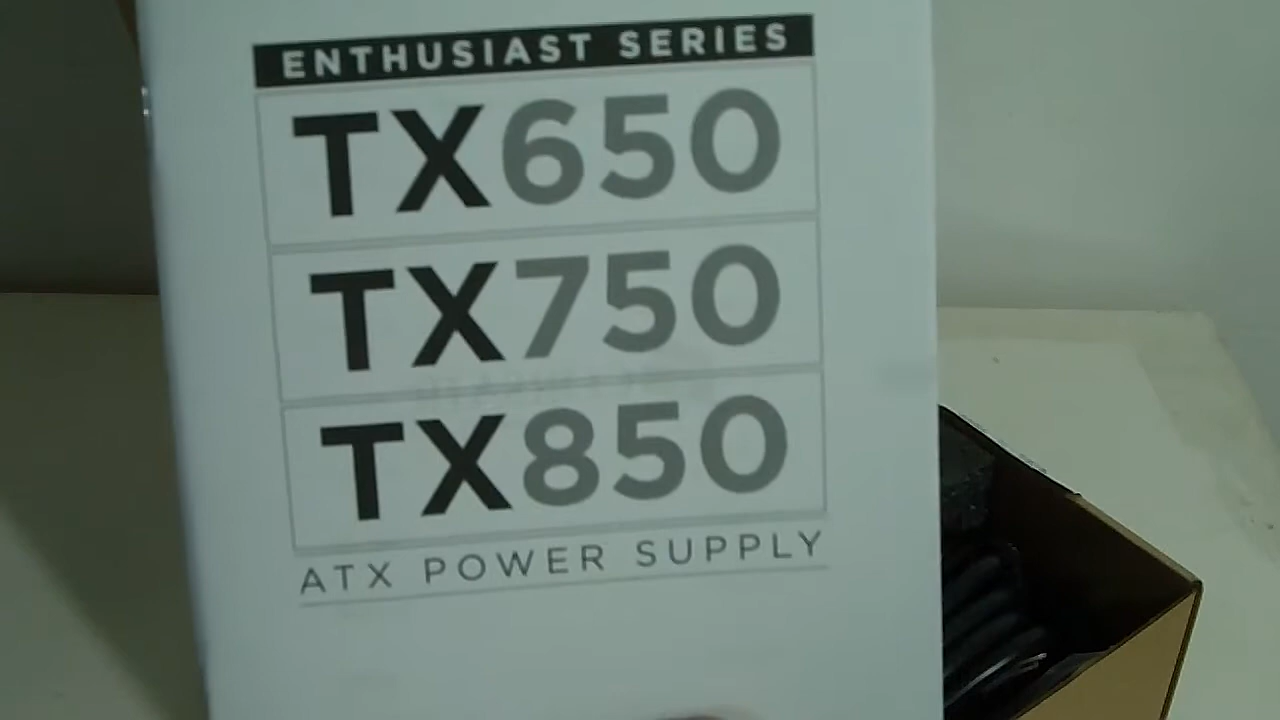 ENTHUSIAST SERIES
TX650
TX750
TX850
ATX POWER SUPPLY